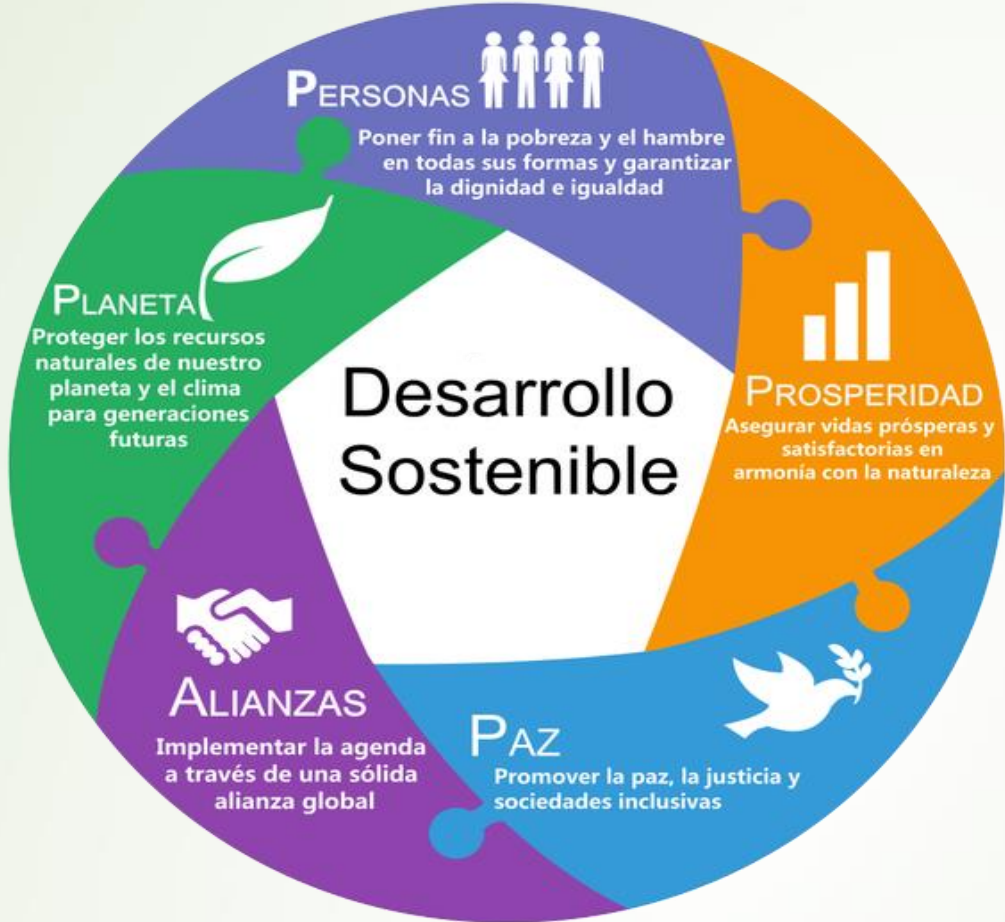 PERSONAS
Poner fin a la pobreza y el hambre
en todas sus formas y garantizar
la dignidad e igualdad
PROSPERIDAD
Asegurar vidas prósperas y
satisfactorias en
armonía con la naturaleza
PAZ
Promover la paz, la justicia y
sociedades inclusivas
ALIANZAS
Implementar la agenda
a través de una sólida
alianza global
PLANETA
Proteger los recursos
naturales de nuestro
planeta y el clima
para generaciones
futuras
Desarrollo
Sostenible